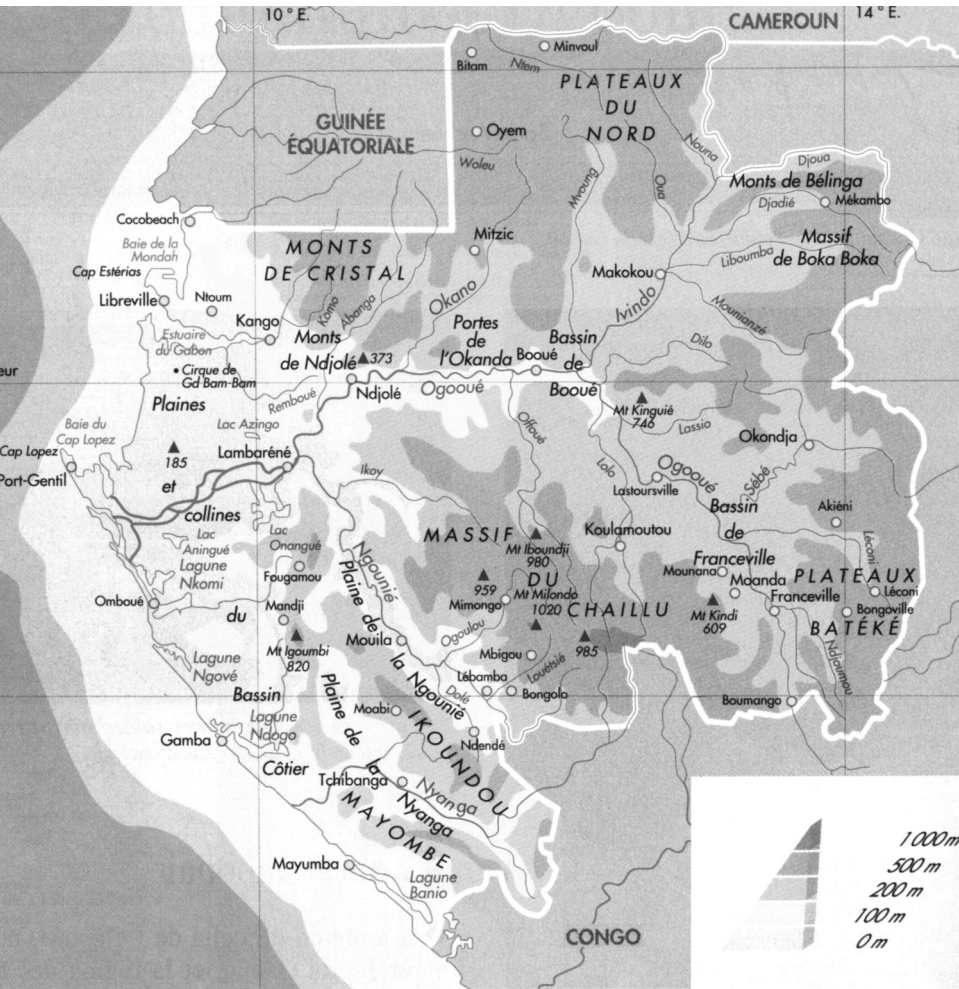 10 ° E.
14 ° E.
CAMEROUN
Minvoul
Bitam
Ntem
PLATEAUX
DU
NORD
GUINÉE
ÉQUATORIALE
Oyem
Woleu
Nouna
Djoua
Monts de Bélinga
Mvoung
Oua
Djadié
Mékambo
Cocobeach
Baie de la
Mondah
MONTS
DE CRISTAL
Mitzic
Massif
de Boka Boka
Liboumba
Cap Estérias
Makokou
Libreville
Ntoum
Komo
Abanga
Okano
Ivindo
Mounianzé
Kango
Estuaire
du Gabon
Monts
de Ndjolé
373
Portes
de
l'Okanda
Booué
Bassin
de
Booué
Dilo
eur
Cirque de
Gd Bam-Bam
Ndjolé
Ogooué
Remboué
Plaines
Mt Kinguié
746
Lassio
Baie du
Cap Lopez
Lac Azingo
Offoué
Okondja
Cap Lopez
185
Lambaréné
Ikoy
Lolo
Ogooué
Sébé
Port-Gentil
et
collines
Lastoursville
Bassin
de
Franceville
Akiéni
Lac
Aningué
Lac
Onangué
MASSIF
DU
CHAILLU
Mt Iboundji
980
Koulamoutou
Léconi
Lagune
Nkomi
Fougamou
Ngounié
Plaine de la Ngounié
959
Mt Milondo
1020
Mounana
Moanda
PLATEAUX
BATÉKÉ
Léconi
Omboué
Mandji
Mimongo
Franceville
Bongoville
du
Mt Kindi
609
Mouila
Ogoulou
985
Mt Igoumbi
820
Mbigou
Louétsié
Ndjoumou
Lagune
Ngové
Lébamba
Bongolo
Dolé
Bassin
Côtier
Plaine de la Nyanga
Moabi
IKOUNDOU
Boumango
Lagune
Ndogo
Gamba
Ndendé
Tchibanga
Nyanga
MAYOMBE
Mayumba
Lagune
Banio
CONGO
1000 m
500 m
200 m
100 m
0 m